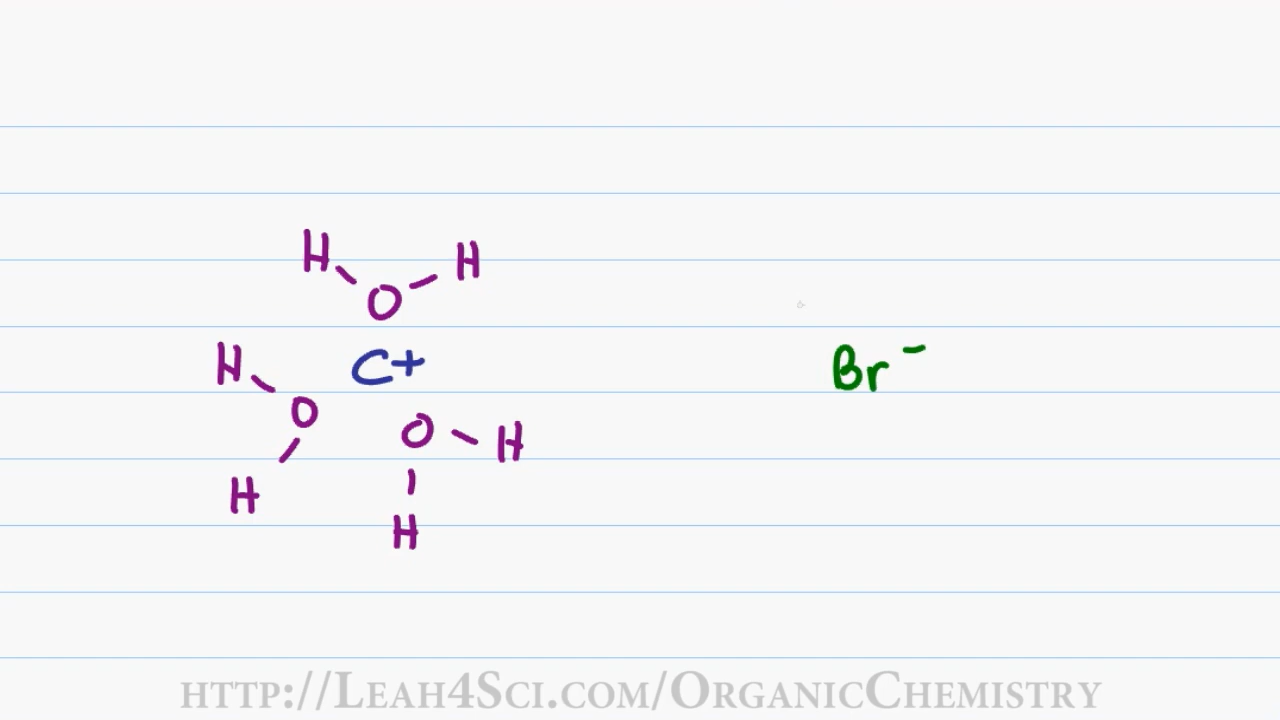 H H
O
C+
H
O
O H
H
H
Br⁻
http://Leah4Sci.com/OrganicChemistry